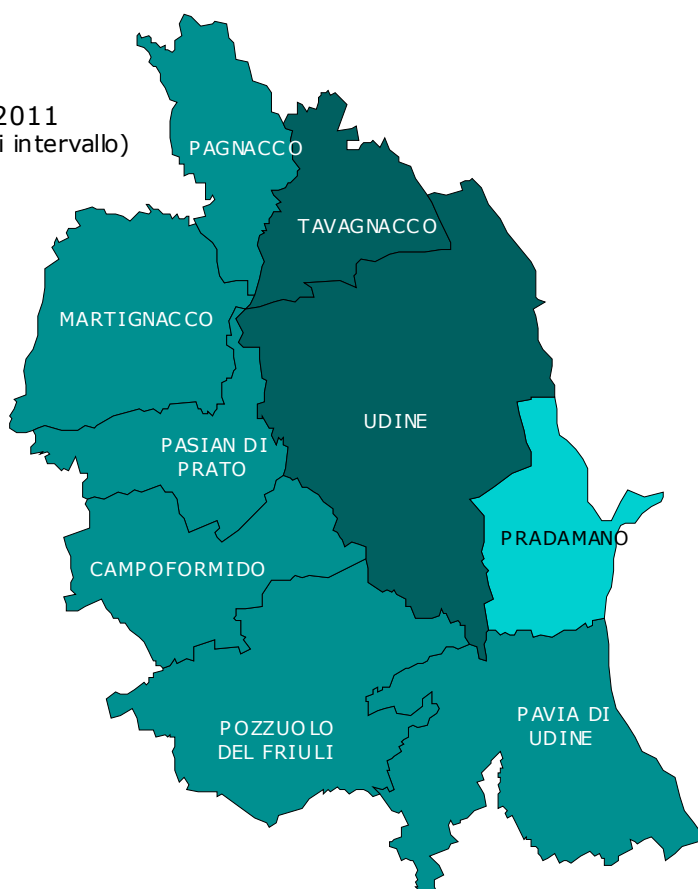 2011
i intervallo)
PAGNACCO
TAVAGNACCO
MARTIGNACCO
UDINE
PASIAN DI
PRATO
PRADAMANO
CAMPOFORMIDO
PAVIA DI
UDINE
POZZUOLO
DEL FRIULI